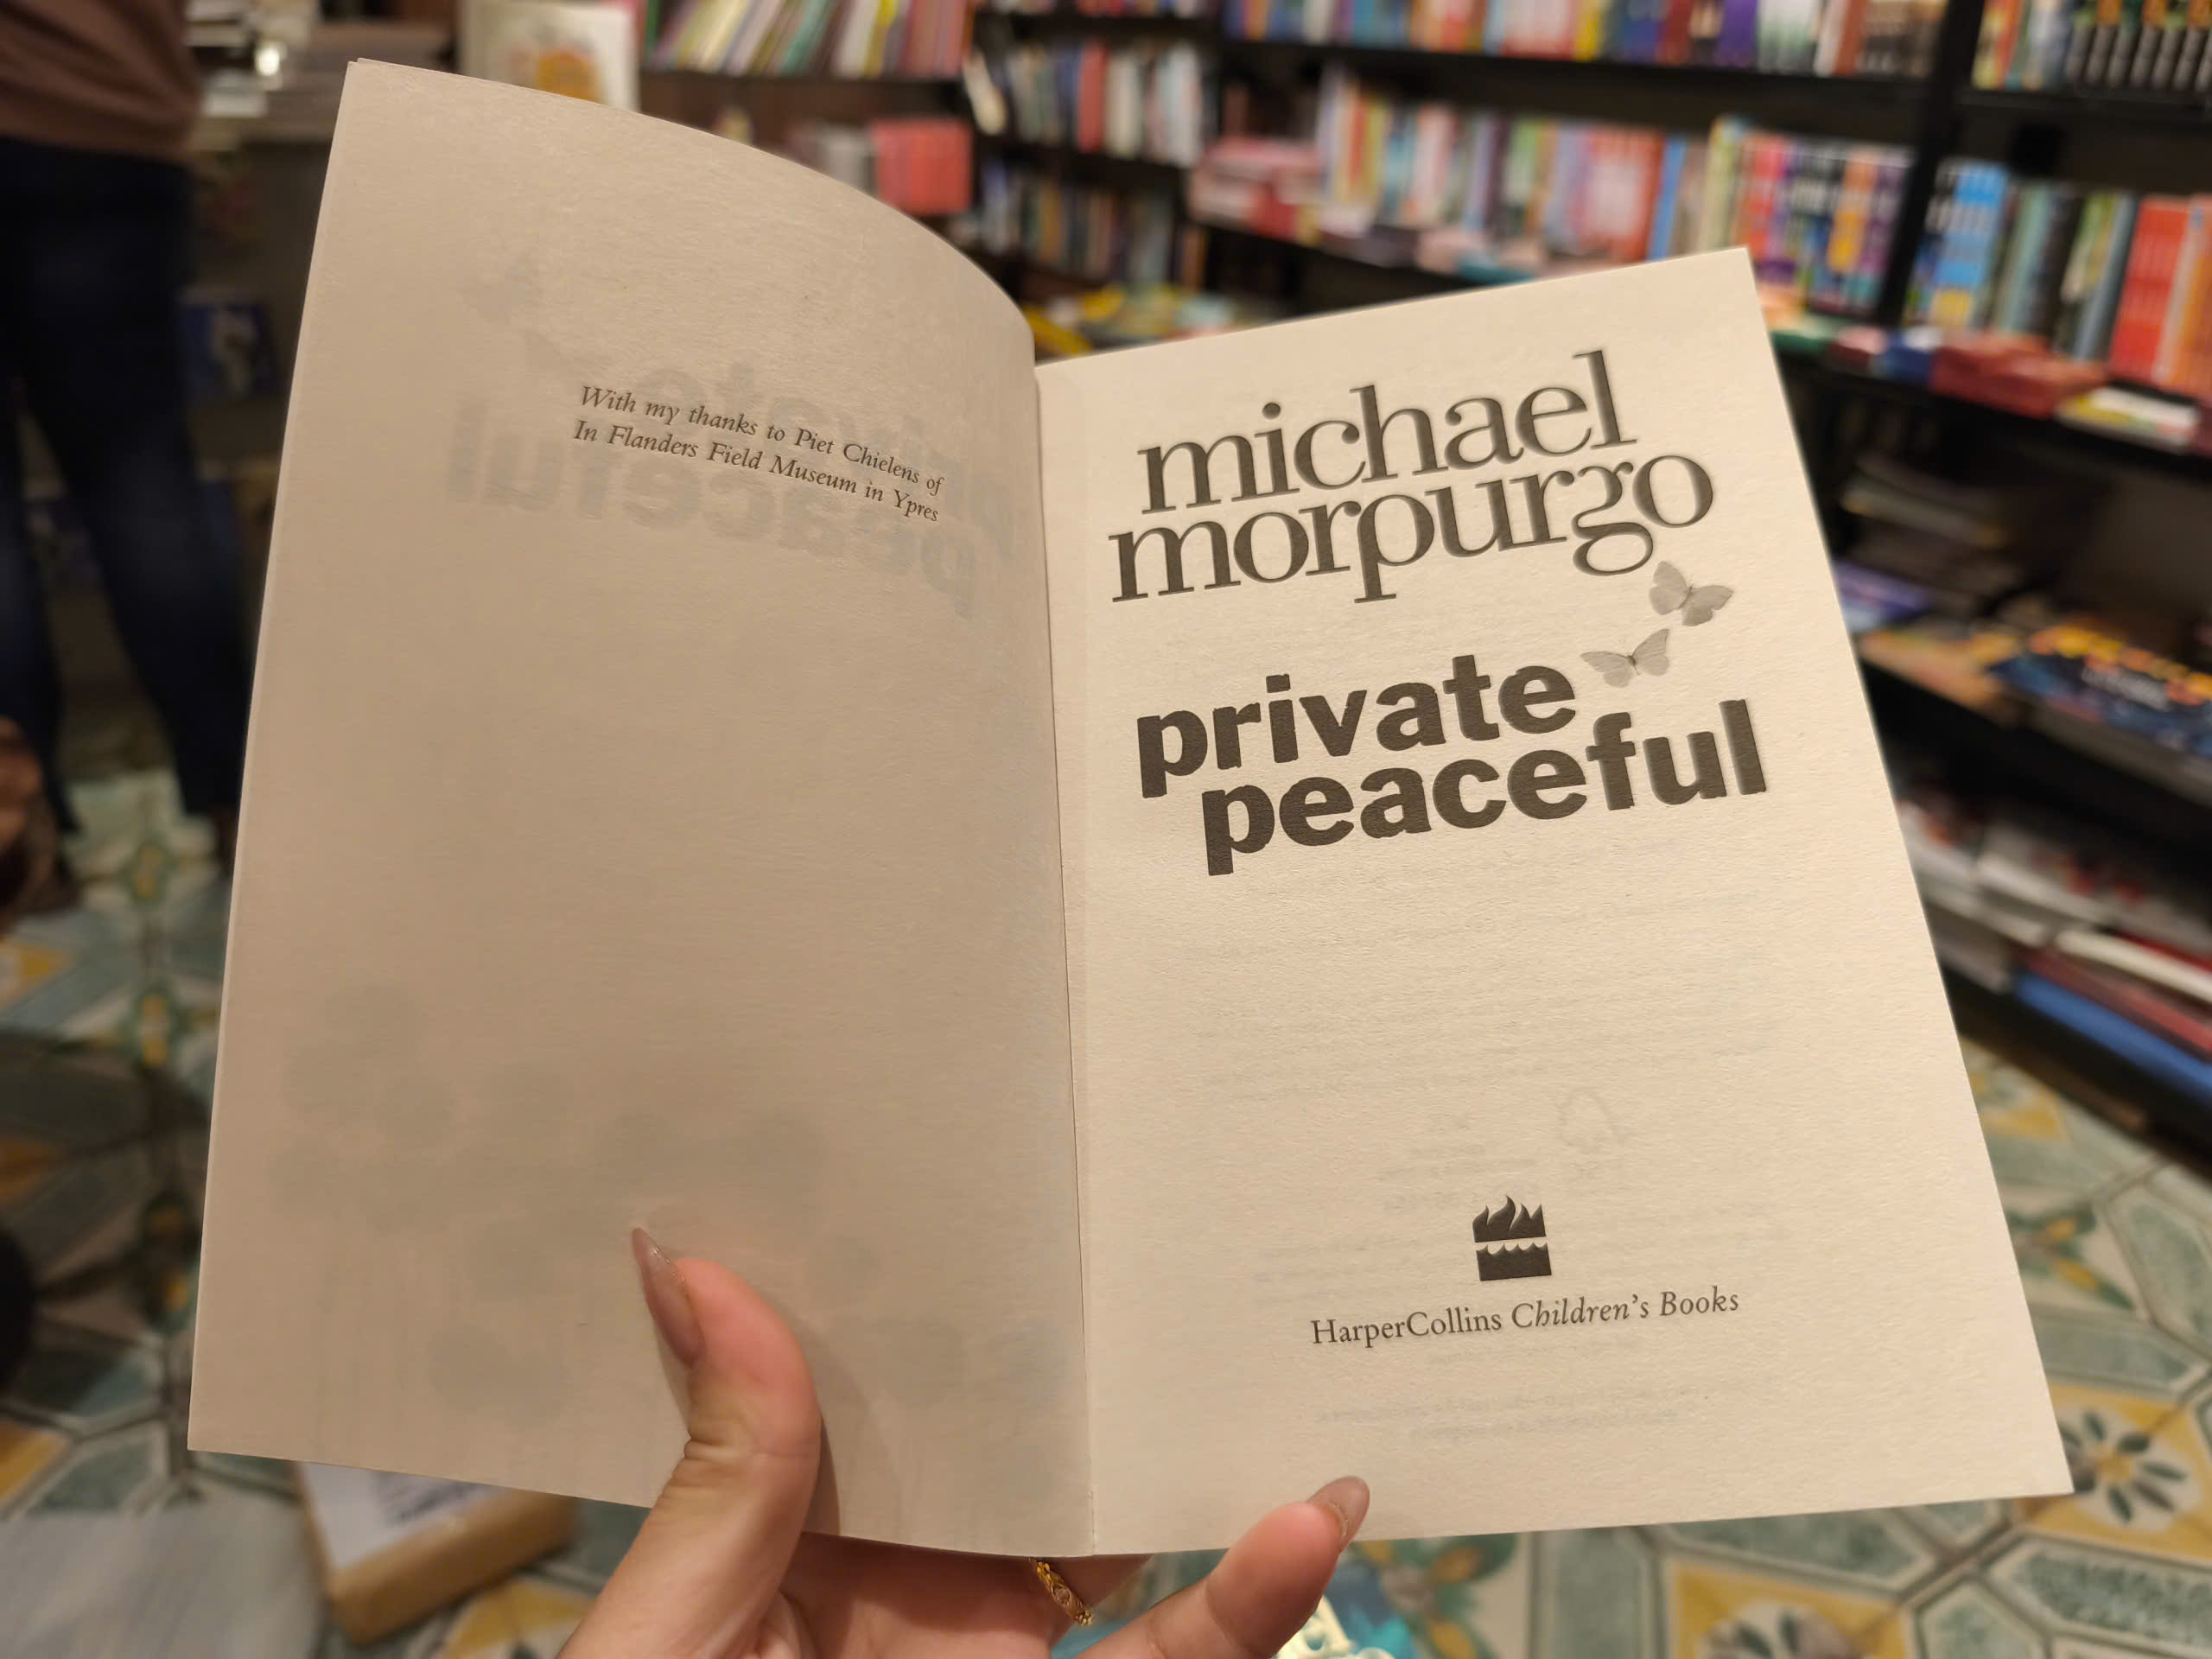 With my thanks to Piet Chielens of
In Flanders Field Museum in Ypres
michael
morpurgo
private
peaceful
HarperCollins Children's Books